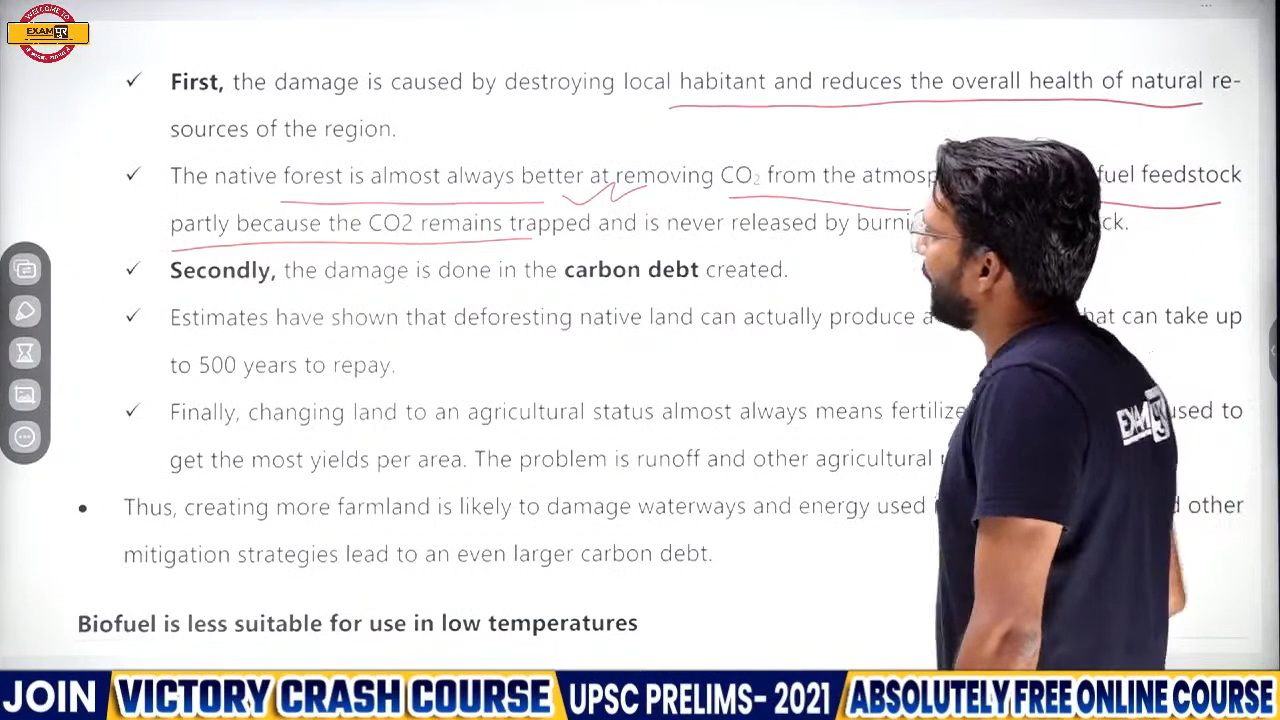 WELCOME TO
EXAMपुर
✓ First, the damage is caused by destroying local habitant and reduces the overall health of natural re-
sources of the region.
✓ The native forest is almost always better at removing CO₂ from the fuel feedstock
partly because the CO2 remains trapped and is never released by
✓ Secondly, the damage is done in the carbon debt created.
✓ Estimates have shown that deforesting native land can actually produce can take up
to 500 years to repay.
✓ Finally, changing land to an agricultural status almost always means used to
get the most yields per area. The problem is runoff and other agricultural
• Thus, creating more farmland is likely to damage waterways and energy used other
mitigation strategies lead to an even larger carbon debt.
Biofuel is less suitable for use in low temperatures
EXAMपुर
JOIN VICTORY CRASH COURSE UPSC PRELIMS- 2021 ABSOLUTELY FREE ONLINE COURSE